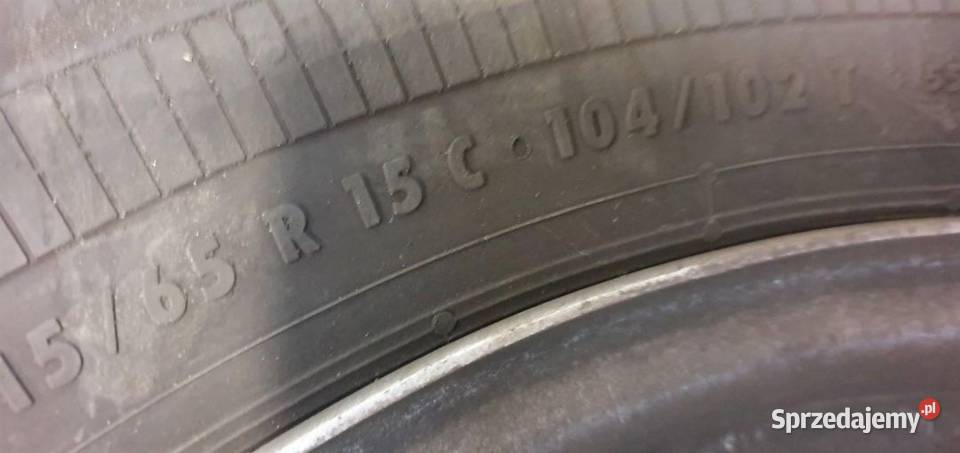 15/65 R 15 C · 104/102 T
Sprzedajemy.pl